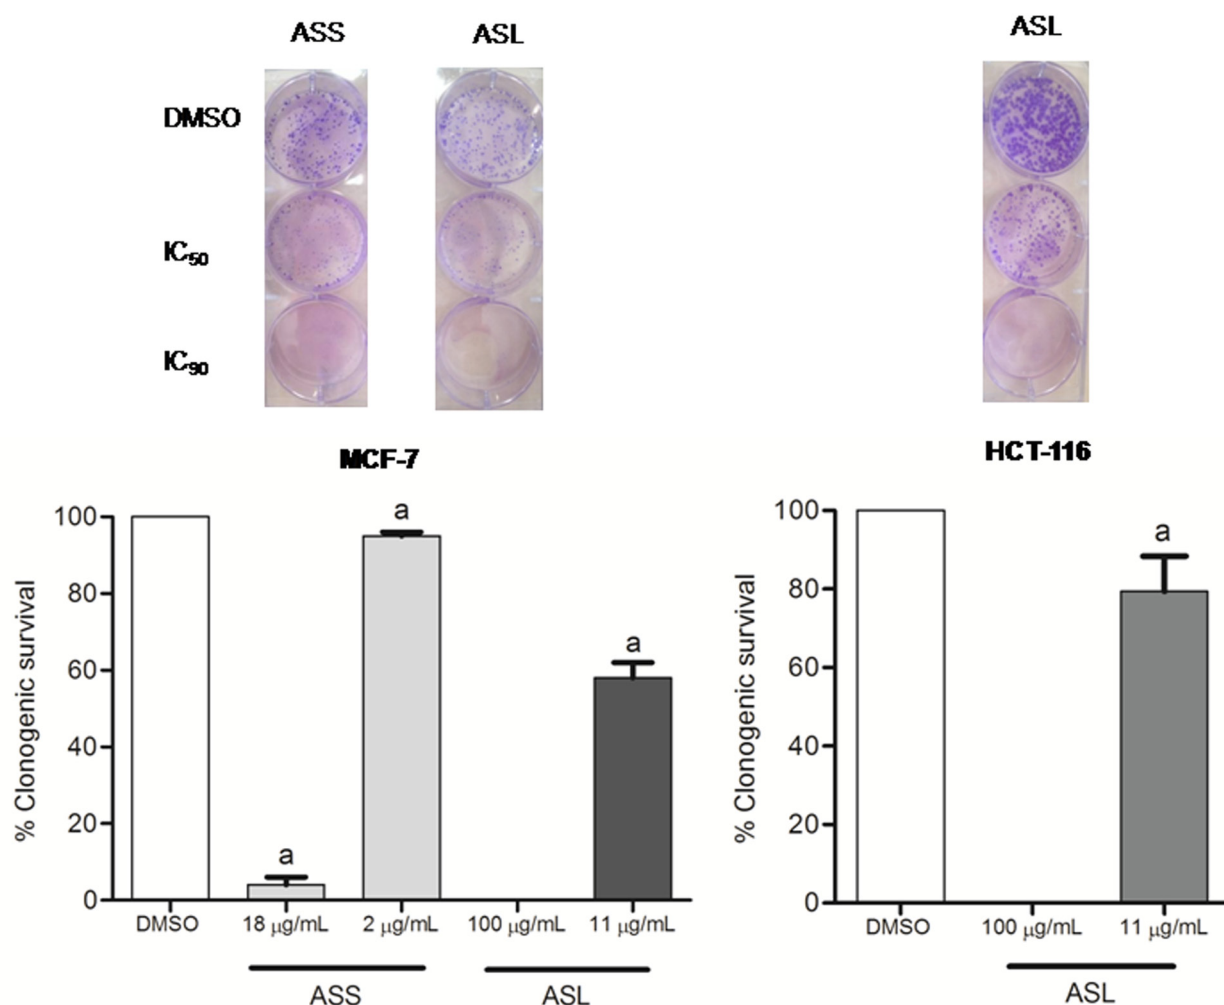 ASS ASL ASL
DMSO
IC50
IC90
MCF-7
HCT-116
% Clonogenic survival
100
80
60
40
20
0
a
a
a
DMSO 18 µg/mL 2 µg/mL 100 µg/mL 11 µg/mL
ASS ASL
% Clonogenic survival
100
80
60
40
20
0
a
DMSO 100 µg/mL 11 µg/mL
ASL